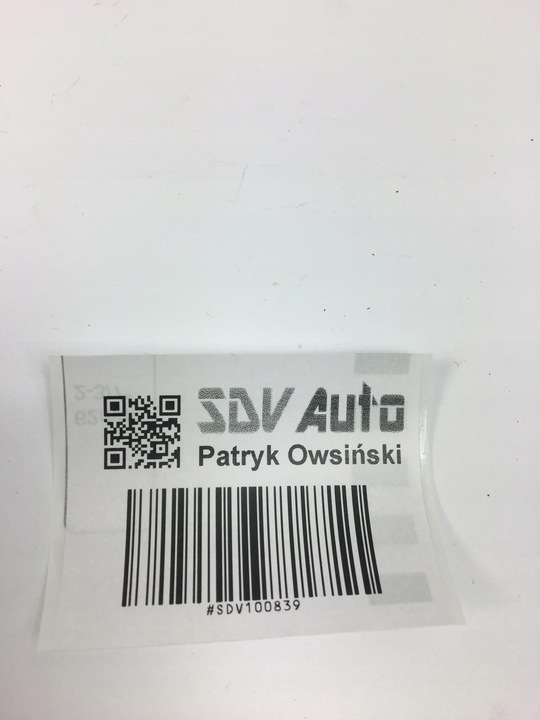 SDV Auto
Patryk Owsiński
#SDV100839